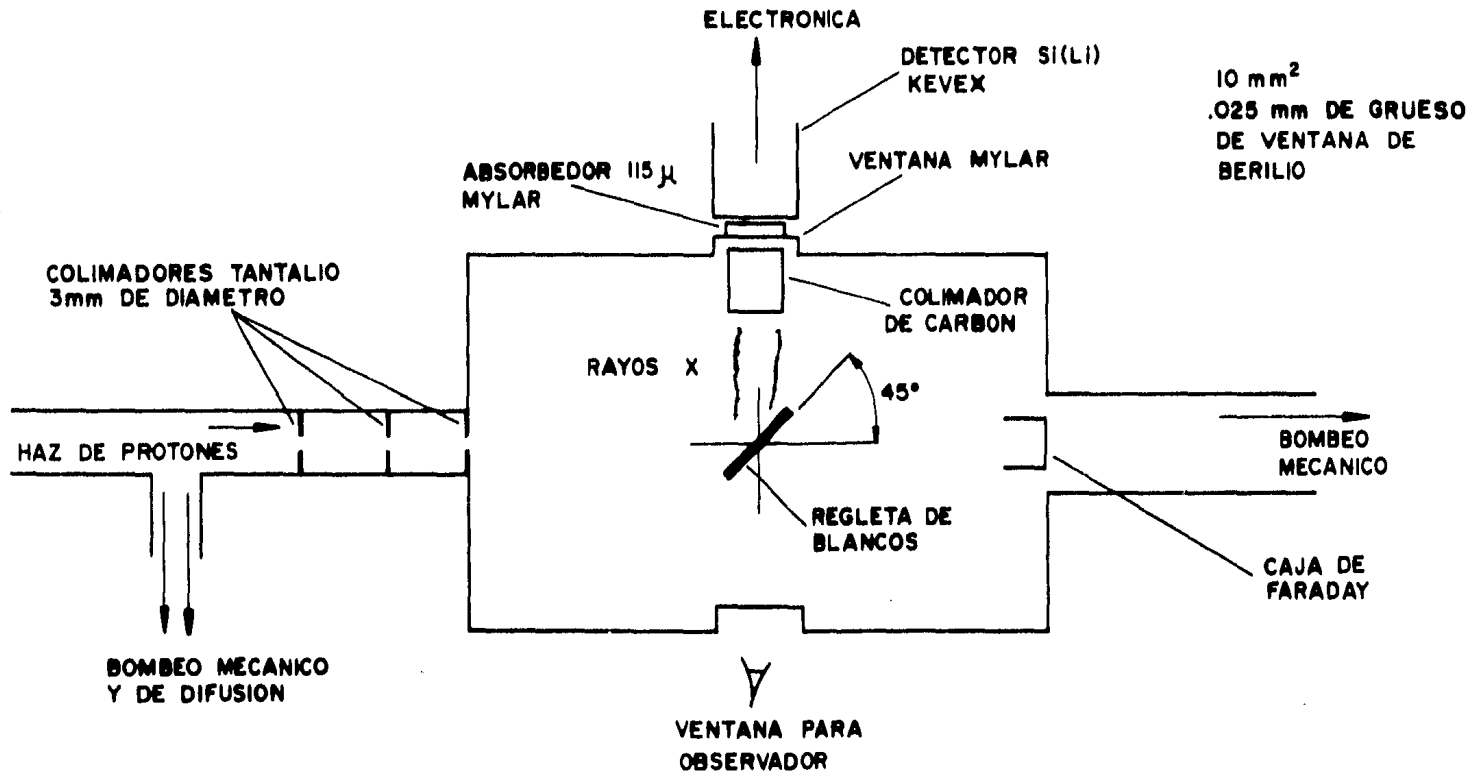 ELECTRONICA
DETECTOR Si(Li)
KEVEX
10 mm²
.025 mm DE GRUESO
DE VENTANA DE
BERILIO
ABSORBEDOR 115 μ
MYLAR
VENTANA MYLAR
COLIMADORES TANTALIO
3mm DE DIAMETRO
COLIMADOR
DE CARBON
RAYOS X
45°
HAZ DE PROTONES
BOMBEO
MECANICO
REGLETA DE
BLANCOS
CAJA DE
FARADAY
BOMBEO MECANICO
Y DE DIFUSION
VENTANA PARA
OBSERVADOR